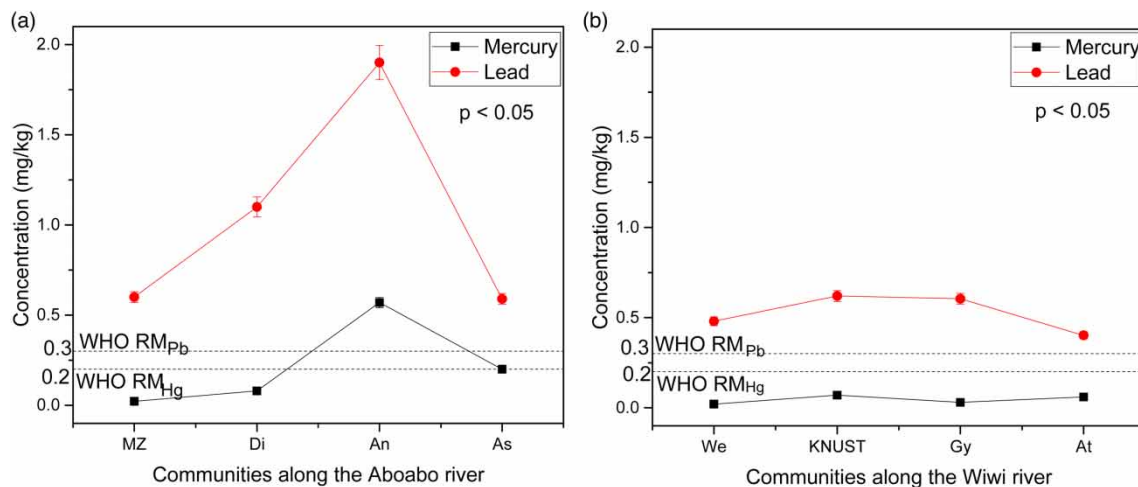 (a)
2.0
1.5
1.0
0.5
0.3
0.2
0.0
Concentration (mg/kg)
Mercury
Lead
p < 0.05
WHO RMPb
WHO RMHg
MZ Di An As
Communities along the Aboabo river
(b)
2.0
1.5
1.0
0.5
0.3
0.2
0.0
Concentration (mg/kg)
Mercury
Lead
p < 0.05
WHO RMPb
WHO RMHg
We KNUST Gy At
Communities along the Wiwi river